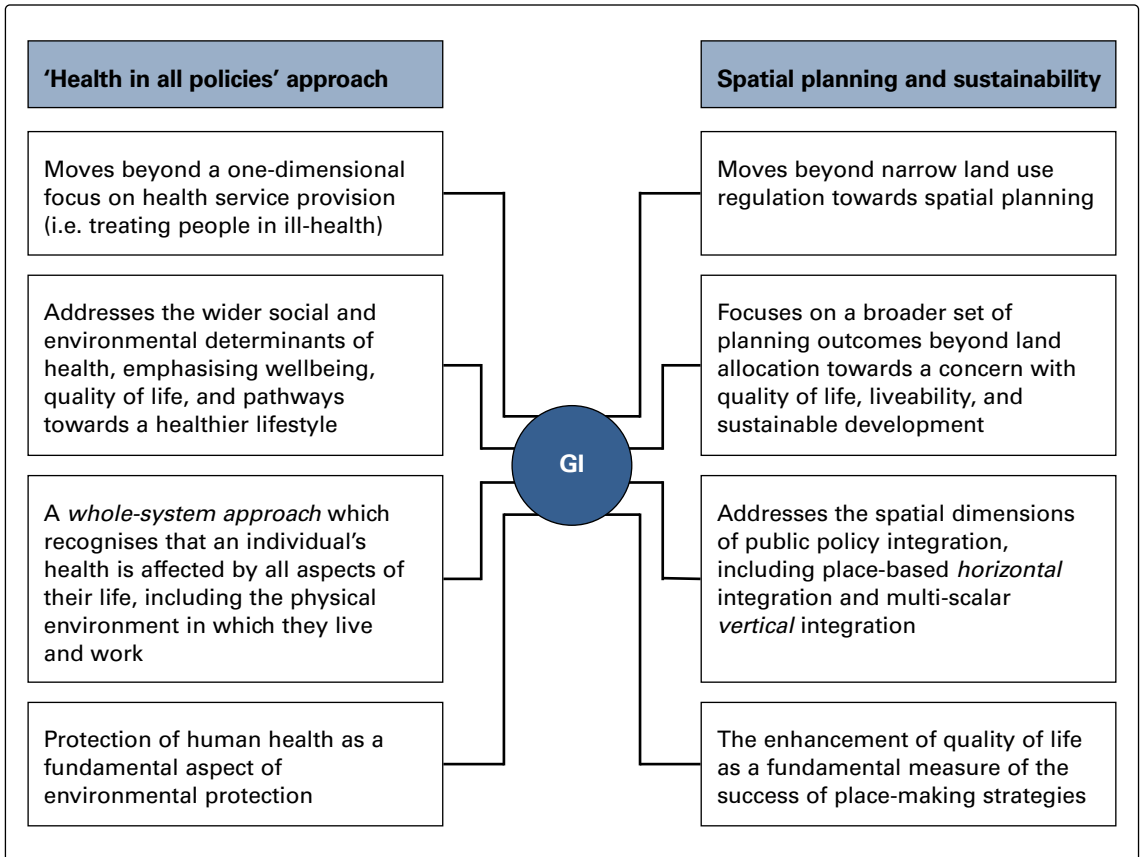 ‘Health in all policies’ approach
Moves beyond a one-dimensional
focus on health service provision
(i.e. treating people in ill-health)
Addresses the wider social and
environmental determinants of
health, emphasising wellbeing,
quality of life, and pathways
towards a healthier lifestyle
A whole-system approach which
recognises that an individual’s
health is affected by all aspects of
their life, including the physical
environment in which they live
and work
Protection of human health as a
fundamental aspect of
environmental protection
GI
Spatial planning and sustainability
Moves beyond narrow land use
regulation towards spatial planning
Focuses on a broader set of
planning outcomes beyond land
allocation towards a concern with
quality of life, liveability, and
sustainable development
Addresses the spatial dimensions
of public policy integration,
including place-based horizontal
integration and multi-scalar
vertical integration
The enhancement of quality of life
as a fundamental measure of the
success of place-making strategies